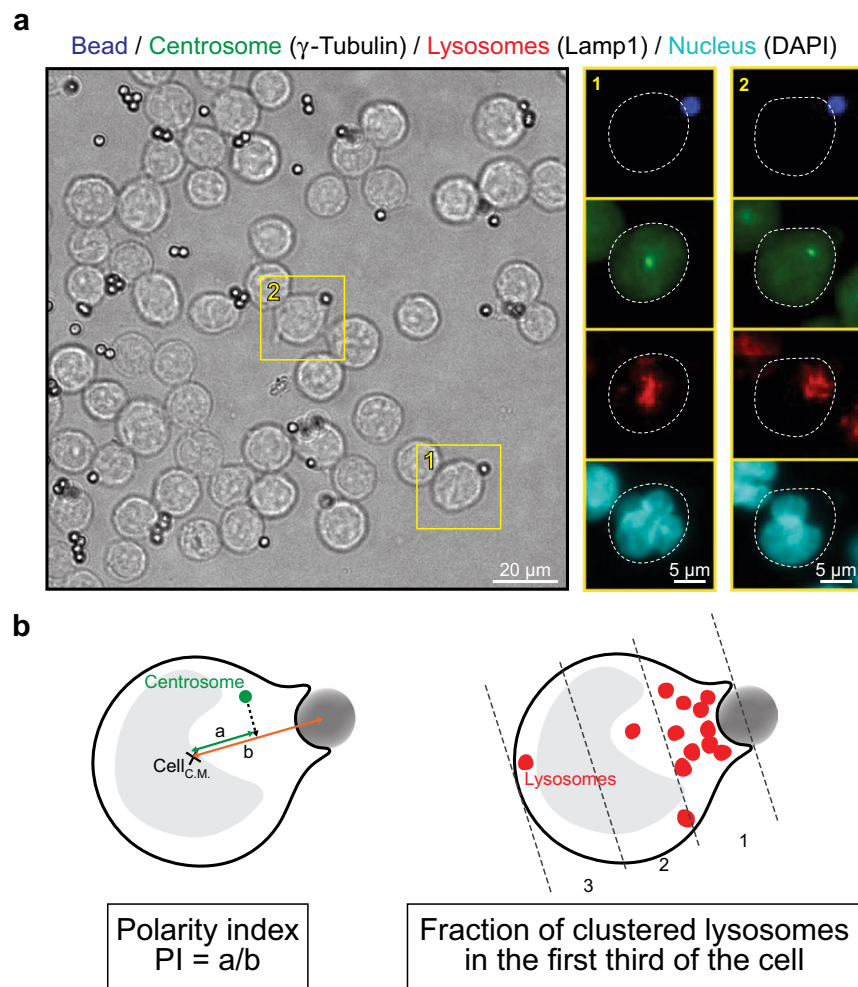 a
Bead / Centrosome (γ-Tubulin) / Lysosomes (Lamp1) / Nucleus (DAPI)
2
1
20 µm
1
2
5 µm
5 µm
b
Centrosome
a
b
Cell C.M.
Lysosomes
1
2
3
Polarity index
PI = a/b
Fraction of clustered lysosomes
in the first third of the cell